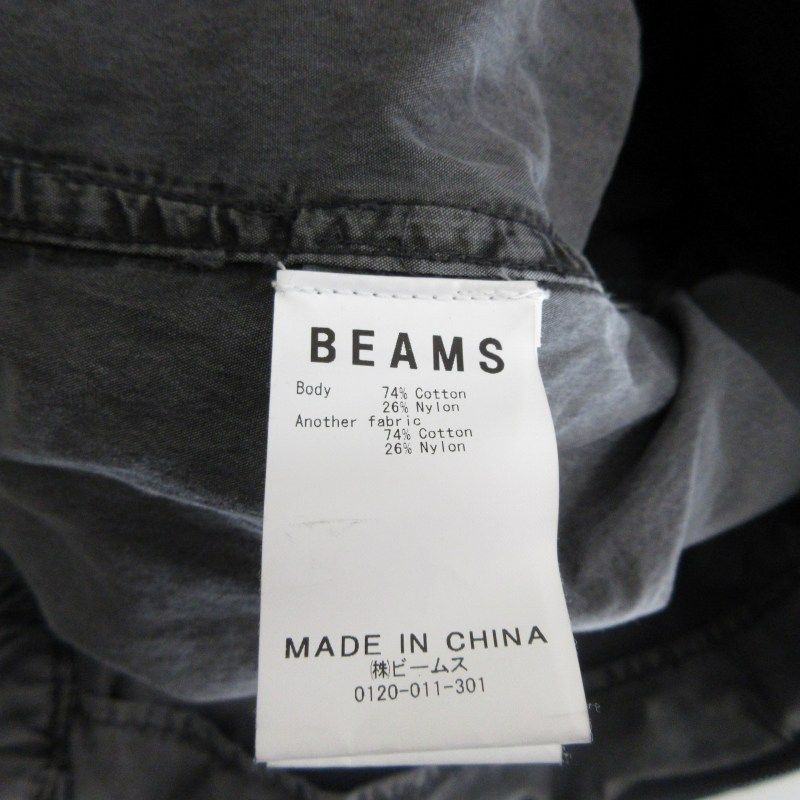 BEAMS
Body 74% Cotton
26% Nylon
Another fabric
74% Cotton
26% Nylon
MADE IN CHINA
㈱ビームス
0120-011-301